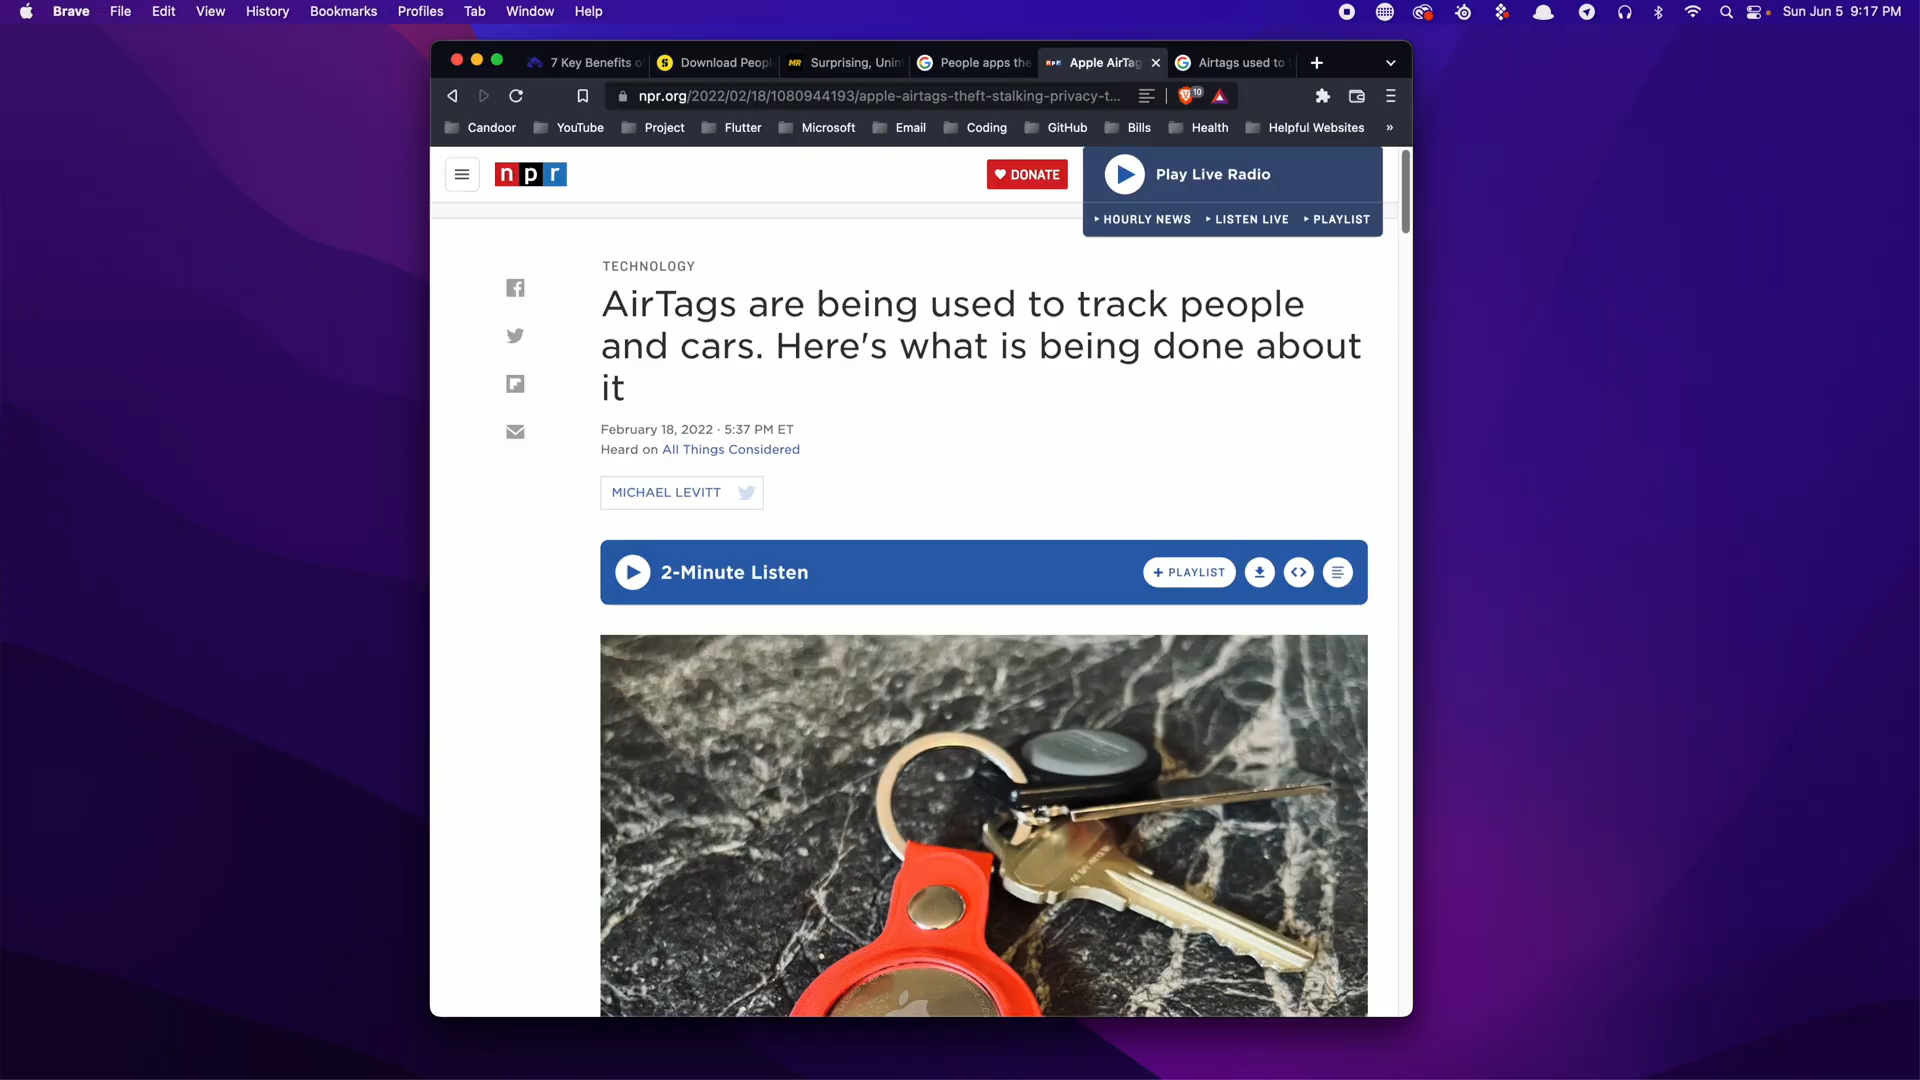 Brave File Edit View History Bookmarks Profiles Tab Window Help
Sun Jun 5 9:17 PM
7 Key Benefits o
Download Peopl
MR Surprising, Unin
People apps the
npr Apple AirTag
Airtags used to
npr.org/2022/02/18/1080944193/apple-airtags-theft-stalking-privacy-t...
10
Candoor YouTube Project Flutter Microsoft Email Coding GitHub Bills Health Helpful Websites »
npr
DONATE
Play Live Radio
HOURLY NEWS LISTEN LIVE PLAYLIST
TECHNOLOGY
AirTags are being used to track people
and cars. Here's what is being done about
it
February 18, 2022 · 5:37 PM ET
Heard on All Things Considered
MICHAEL LEVITT
2-Minute Listen
+ PLAYLIST